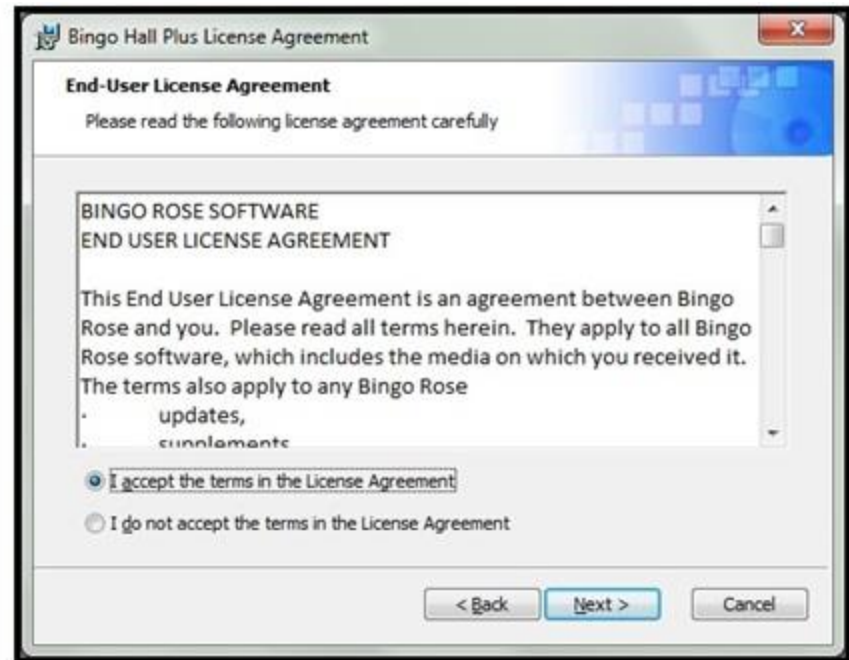 Bingo Hall Plus License Agreement
End-User License Agreement
Please read the following license agreement carefully
BINGO ROSE SOFTWARE
END USER LICENSE AGREEMENT
This End User License Agreement is an agreement between Bingo
Rose and you. Please read all terms herein. They apply to all Bingo
Rose software, which includes the media on which you received it.
The terms also apply to any Bingo Rose
· updates,
· supplements
I accept the terms in the License Agreement
I do not accept the terms in the License Agreement
< Back Next > Cancel